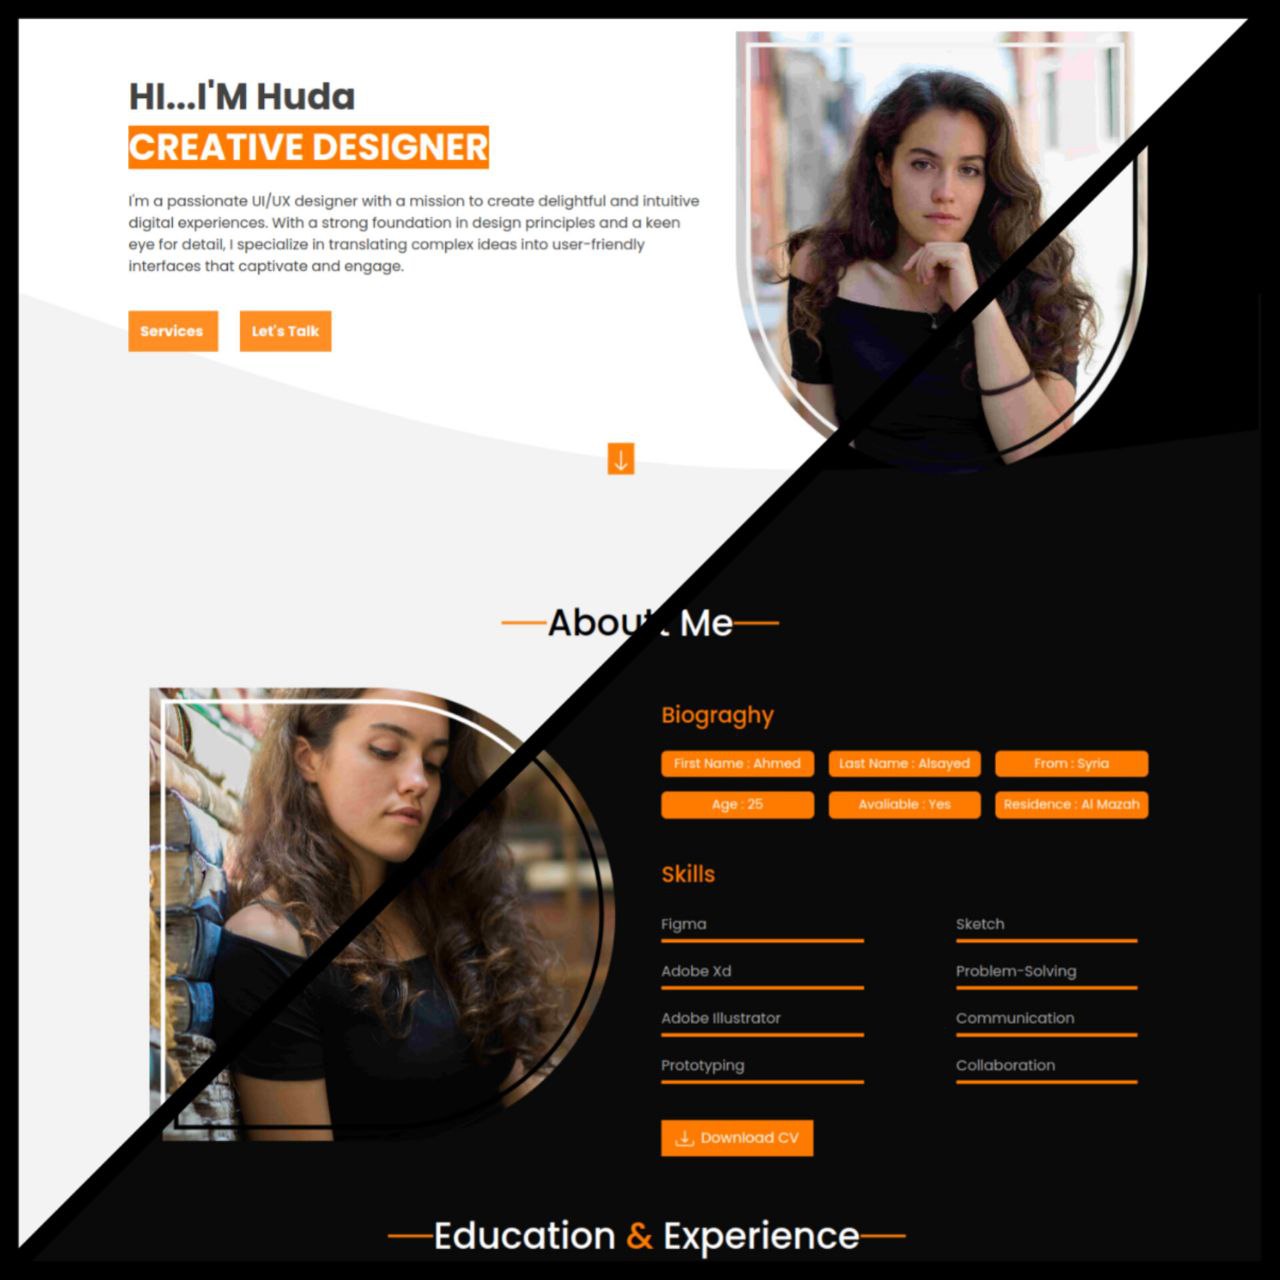 HI...I'M Huda
CREATIVE DESIGNER
I'm a passionate UI/UX designer with a mission to create delightful and intuitive
digital experiences. With a strong foundation in design principles and a keen
eye for detail, I specialize in translating complex ideas into user-friendly
interfaces that captivate and engage.
Services
Let's Talk
About Me
Biograghy
First Name : Ahmed
Last Name : Alsayed
From : Syria
Age : 25
Avaliable : Yes
Residence : Al Mazah
Skills
Figma
Sketch
Adobe Xd
Problem-Solving
Adobe Illustrator
Communication
Prototyping
Collaboration
Download CV
Education & Experience